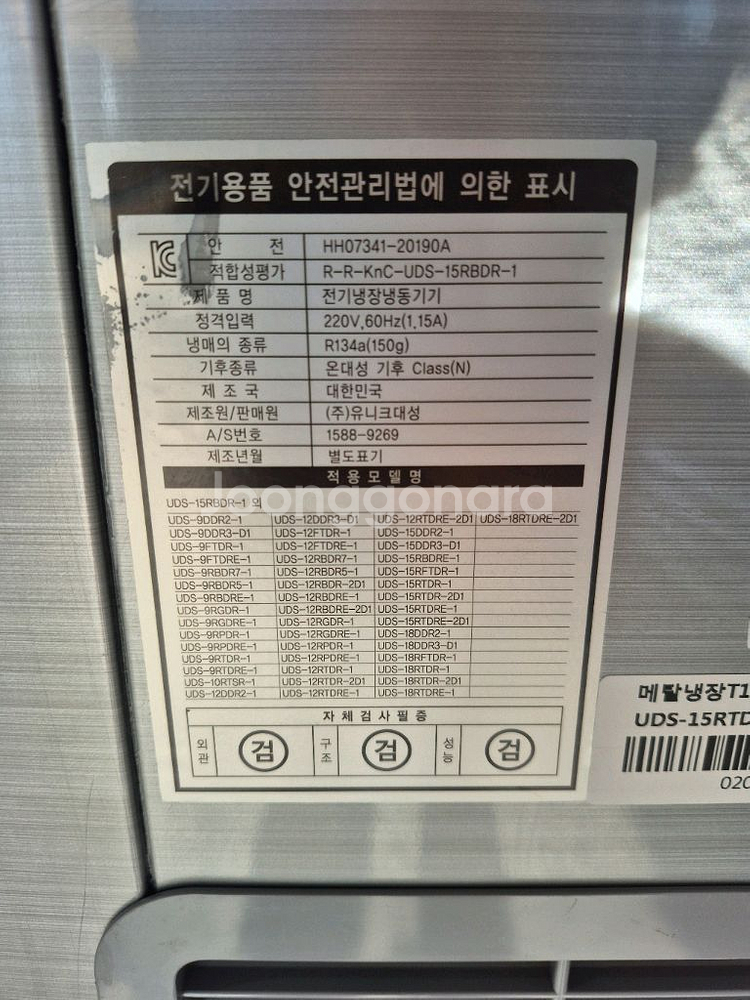 전기용품 안전관리법에 의한 표시
안 전 HH07341-20190A
적합성평가 R-R-KnC-UDS-15RBDR-1
제 품 명 전기냉장냉동기기
정격입력 220V,60Hz(1.15A)
냉매의 종류 R134a(150g)
기후종류 온대성 기후 Class(N)
제 조 국 대한민국
제조원/판매원 (주)유니크대성
A/S번호 1588-9269
제조년월 별도표기
적용모델명
joonggonara
UDS-15RBDR-1 외
UDS-9DDR2-1 UDS-12DDR3-D1 UDS-12RTDRE-2D1 UDS-18RTDRE-2D1
UDS-9DDR3-D1 UDS-12FTDR-1 UDS-15DDR2-1
UDS-9FTDR-1 UDS-12FTDRE-1 UDS-15DDR3-D1
UDS-9FTDRE-1 UDS-12RBDR7-1 UDS-15RBDRE-1
UDS-9RBDR7-1 UDS-12RBDR5-1 UDS-15RFTDR-1
UDS-9RBDR5-1 UDS-12RBDR-2D1 UDS-15RTDR-1
UDS-9RBDRE-1 UDS-12RBDRE-1 UDS-15RTDR-2D1
UDS-9RGDR-1 UDS-12RBDRE-2D1 UDS-15RTDRE-1
UDS-9RGDRE-1 UDS-12RGDR-1 UDS-15RTDRE-2D1
UDS-9RPDR-1 UDS-12RGDRE-1 UDS-18DDR2-1
UDS-9RPDRE-1 UDS-12RPDR-1 UDS-18DDR3-D1
UDS-9RTDR-1 UDS-12RPDRE-1 UDS-18RFTDR-1
UDS-9RTDRE-1 UDS-12RTDR-1 UDS-18RTDR-1
UDS-10RTSR-1 UDS-12RTDR-2D1 UDS-18RTDR-2D1
UDS-12DDR2-1 UDS-12RTDRE-1 UDS-18RTDRE-1
자체검사필증
외관 검 구조 검 성능 검
메탈냉장T1
UDS-15RTD
020